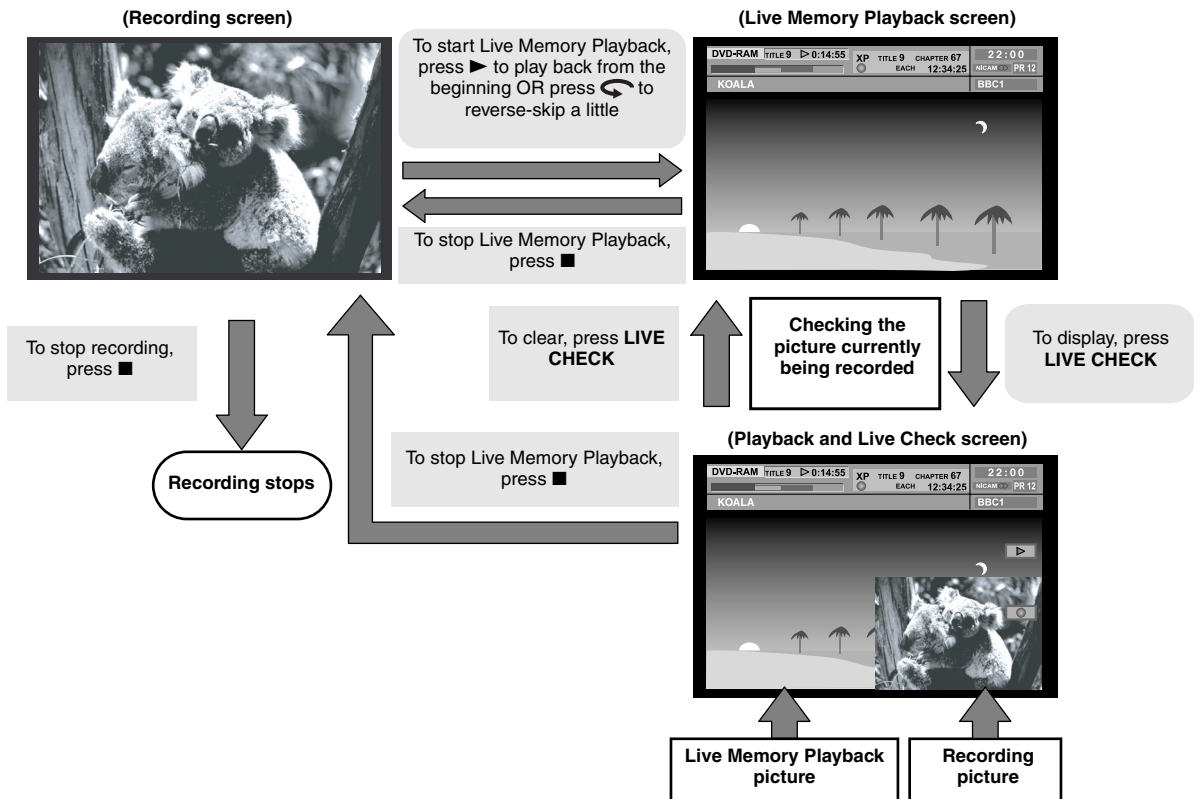 (Recording screen)
(Live Memory Playback screen)
To start Live Memory Playback,
press ► to play back from the
beginning OR press to
reverse-skip a little
DVD-RAM TITLE 9 ▷ 0:14:55
XP TITLE 9 CHAPTER 67
EACH 12:34:25
22:00
NICAM PR 12
KOALA
BBC1
To stop Live Memory Playback,
press ■
To stop recording,
press ■
Recording stops
To clear, press LIVE
CHECK
Checking the
picture currently
being recorded
To display, press
LIVE CHECK
To stop Live Memory Playback,
press ■
(Playback and Live Check screen)
DVD-RAM TITLE 9 ▷ 0:14:55
XP TITLE 9 CHAPTER 67
EACH 12:34:25
22:00
NICAM PR 12
KOALA
BBC1
Live Memory Playback
picture
Recording
picture